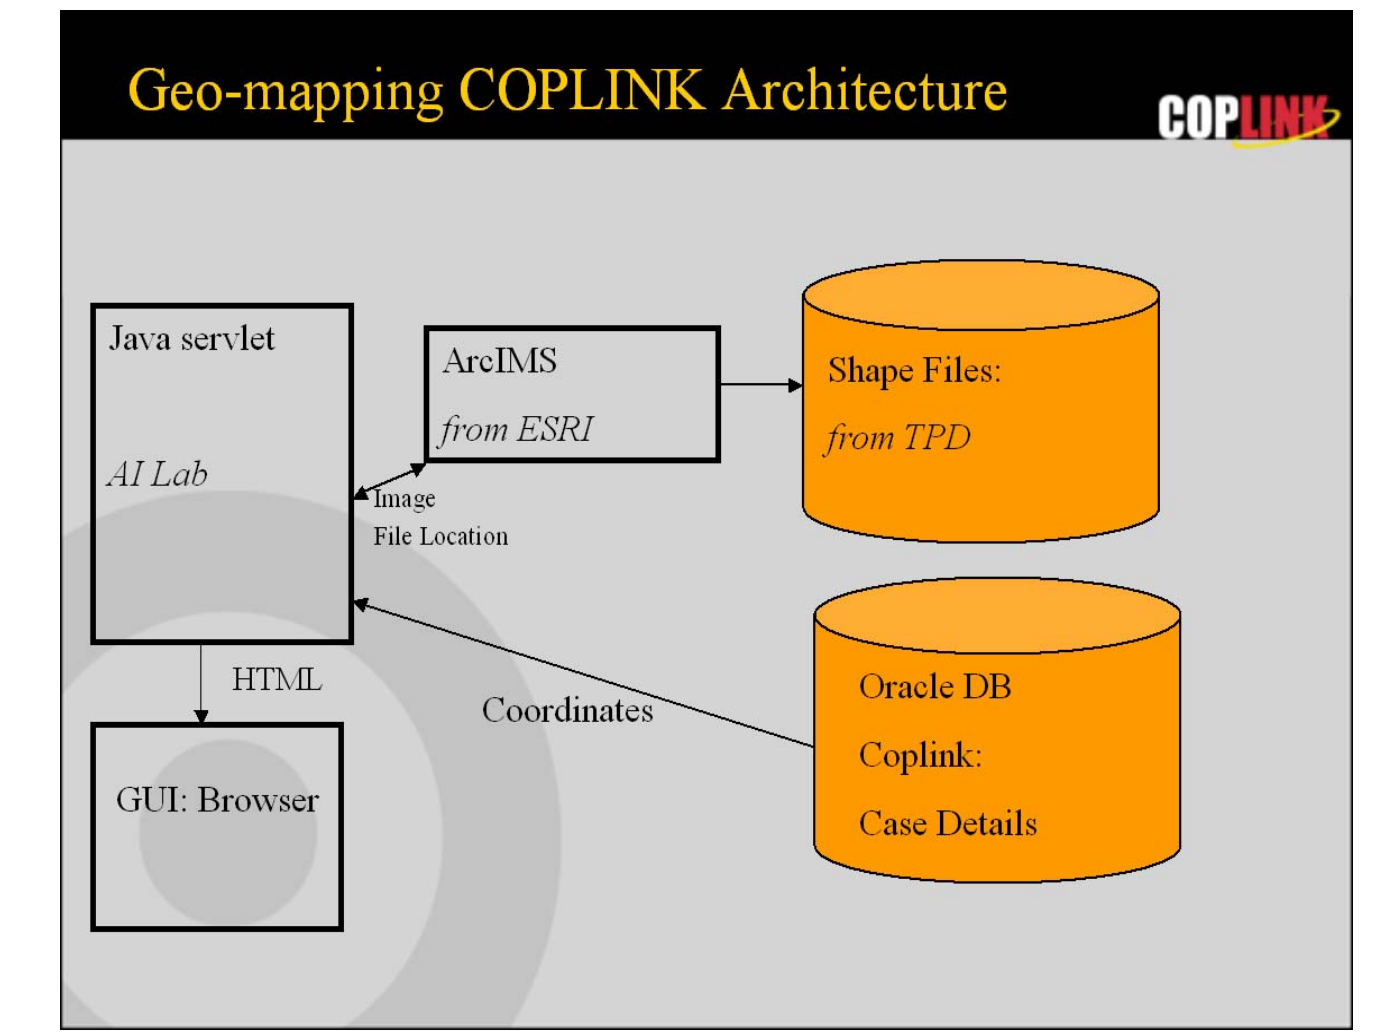 Geo-mapping COPLINK Architecture
COPLINK
Java servlet
AI Lab
ArcIMS
from ESRI
Shape Files:
from TPD
Image
File Location
HTML
Coordinates
GUI: Browser
Oracle DB
Coplink:
Case Details